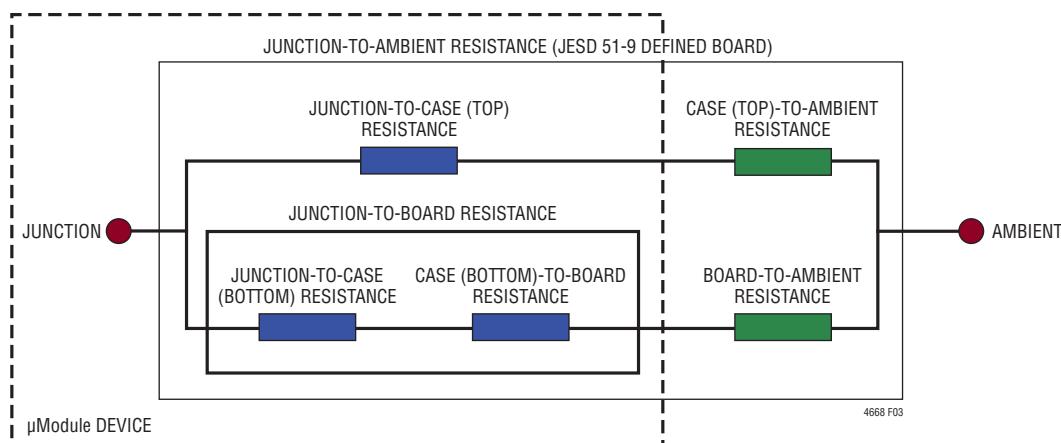 JUNCTION-TO-AMBIENT RESISTANCE (JESD 51-9 DEFINED BOARD)
JUNCTION-TO-CASE (TOP)
RESISTANCE
CASE (TOP)-TO-AMBIENT
RESISTANCE
JUNCTION-TO-BOARD RESISTANCE
JUNCTION
AMBIENT
JUNCTION-TO-CASE
(BOTTOM) RESISTANCE
CASE (BOTTOM)-TO-BOARD
RESISTANCE
BOARD-TO-AMBIENT
RESISTANCE
4668 F03
µModule DEVICE